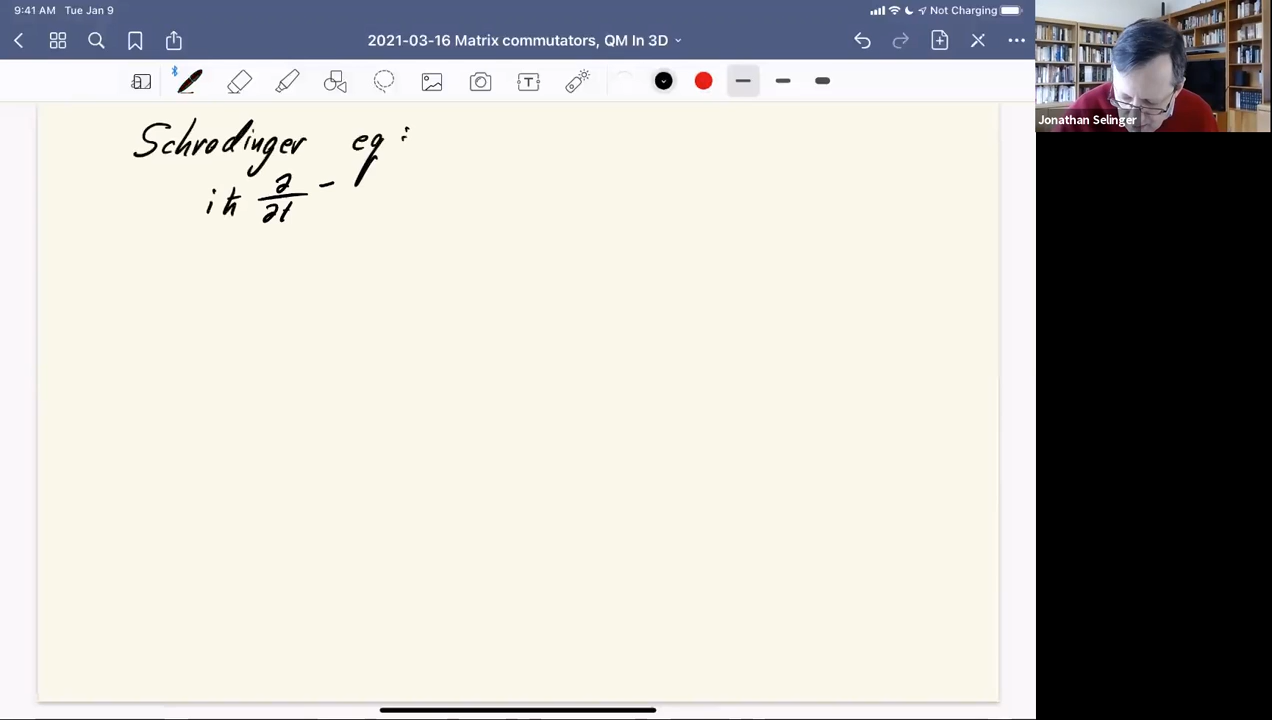 9:41 AM Tue Jan 9
Not Charging
2021-03-16 Matrix commutators, QM In 3D
T
Jonathan Selinger
Schrodinger eq:
iℏ ∂/∂t -